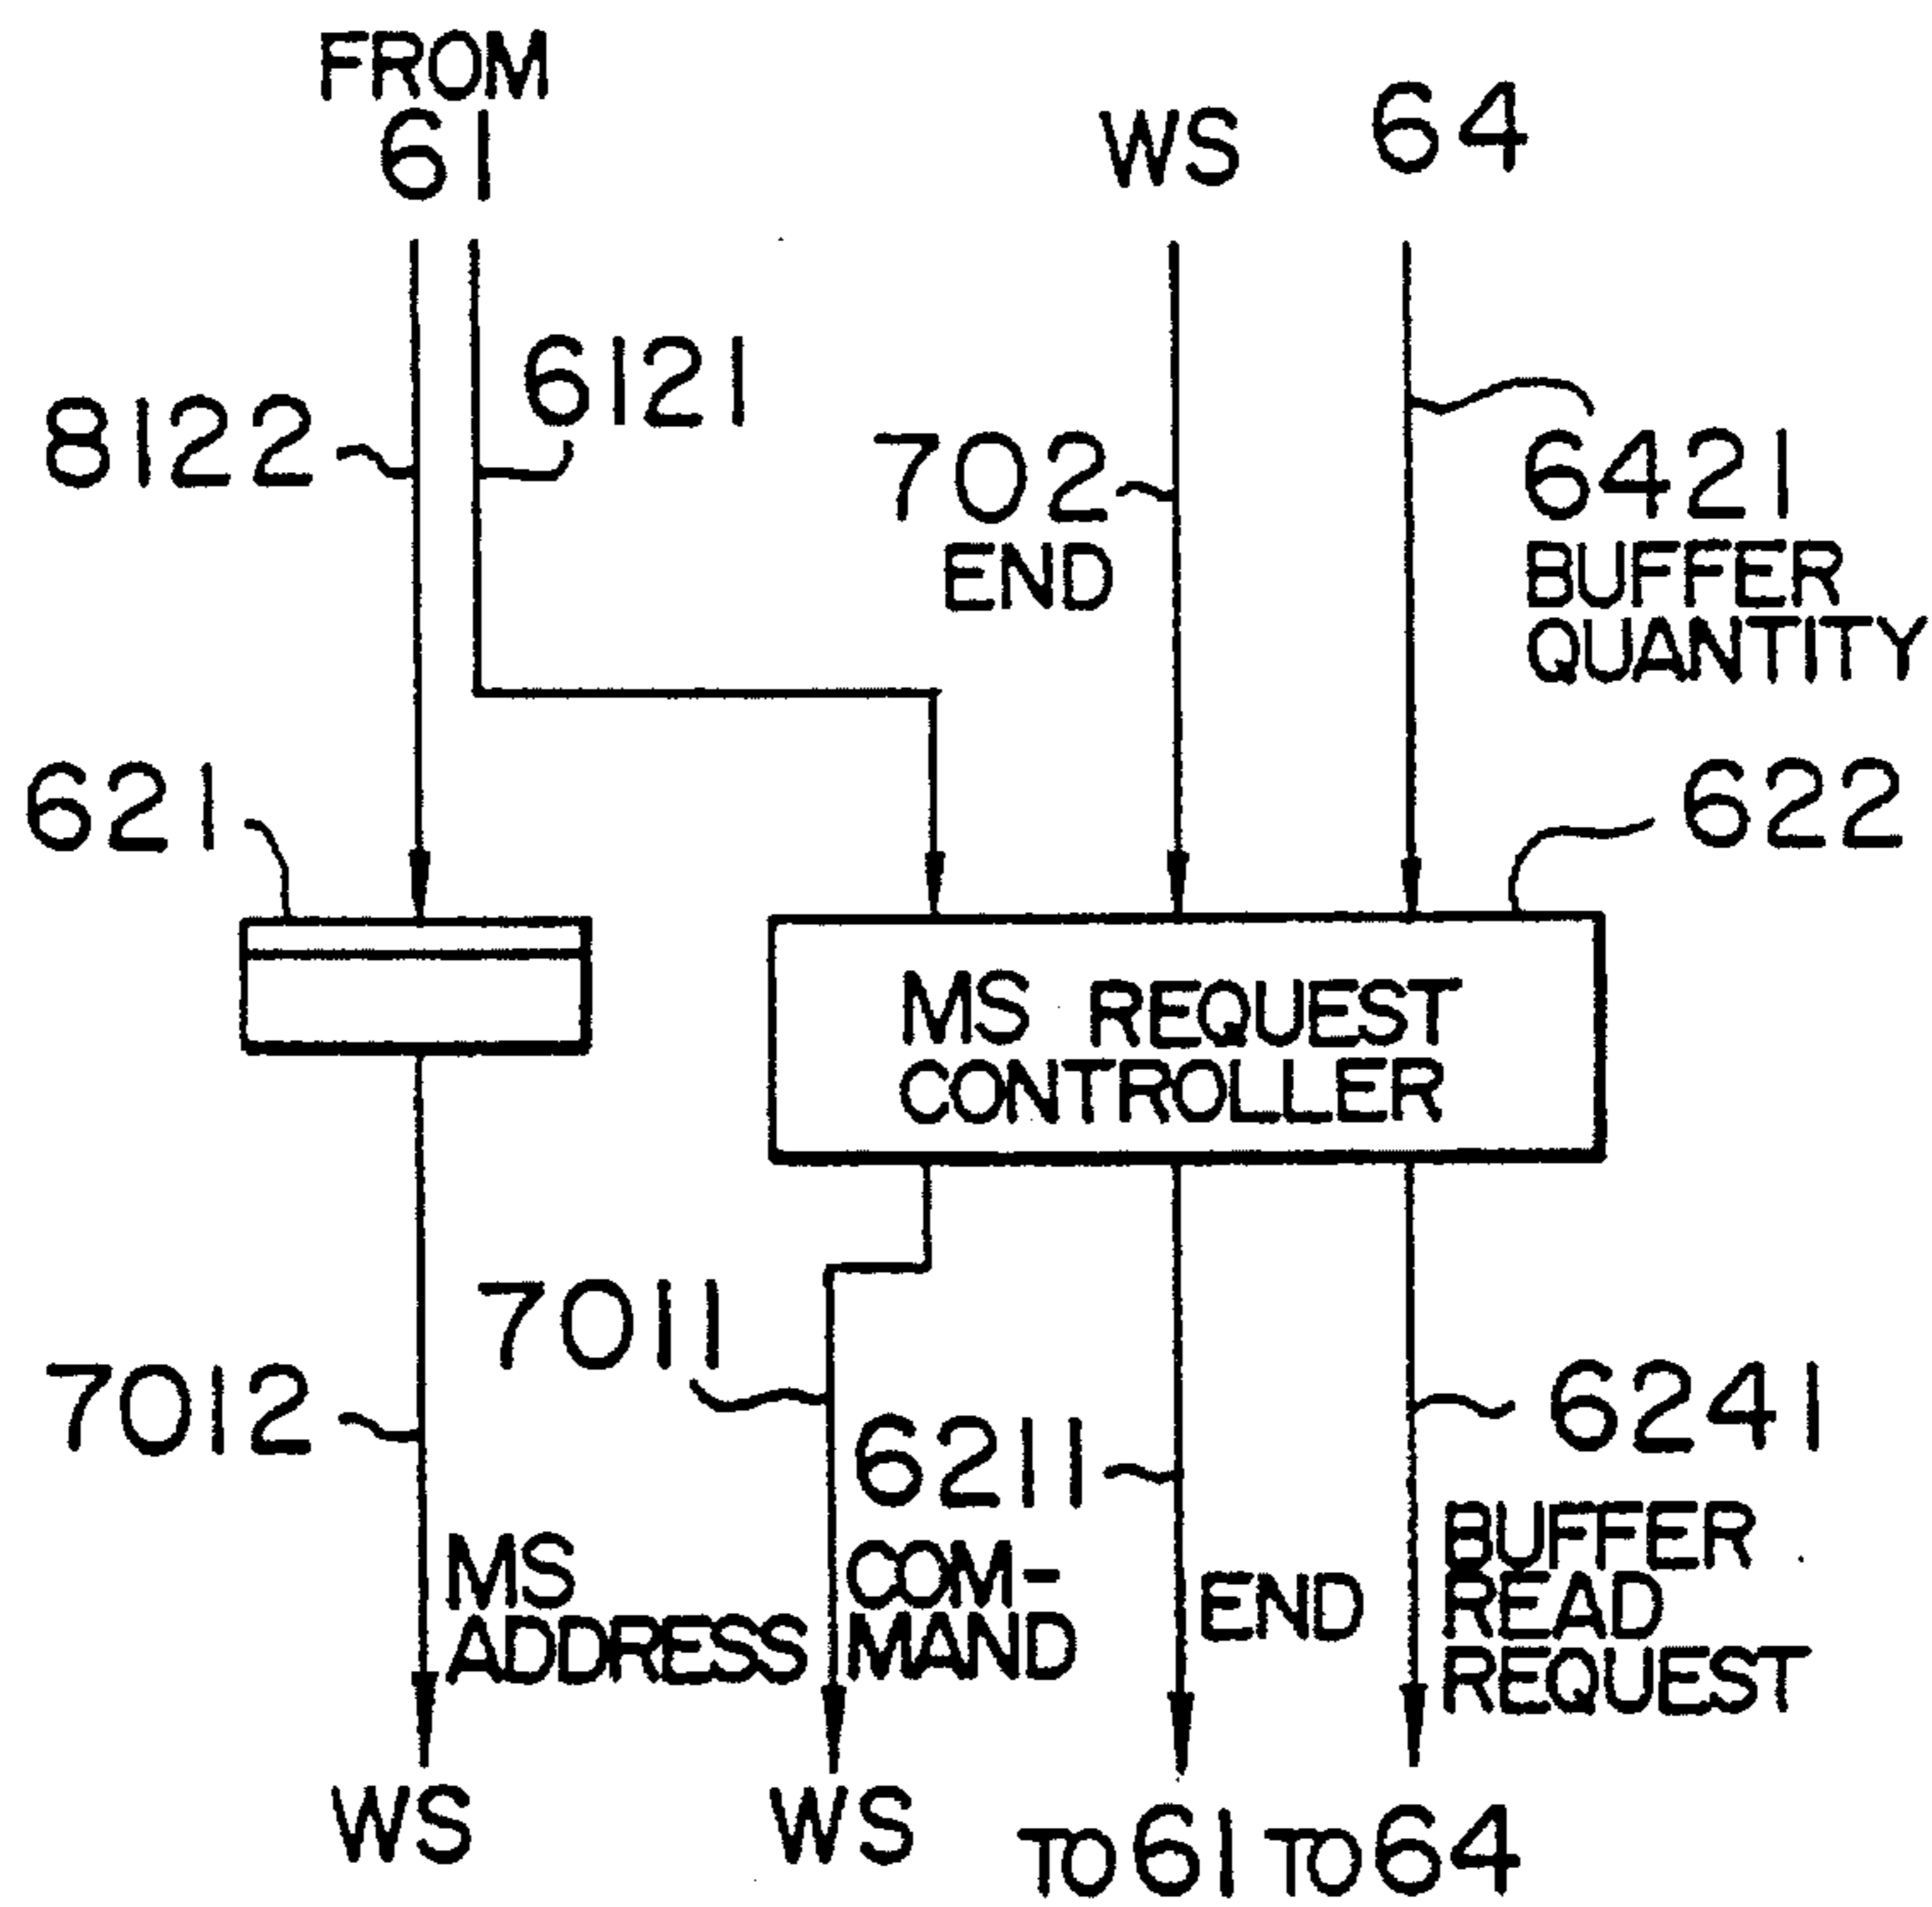 FROM
61
WS
64
8122
6121
702
END
6421
BUFFER
QUANTITY
621
622
MS REQUEST
CONTROLLER
7012
MS
ADDRESS
7011
COM-
MAND
6211
END
6241
BUFFER
READ
REQUEST
WS
WS
TO 61
TO 64